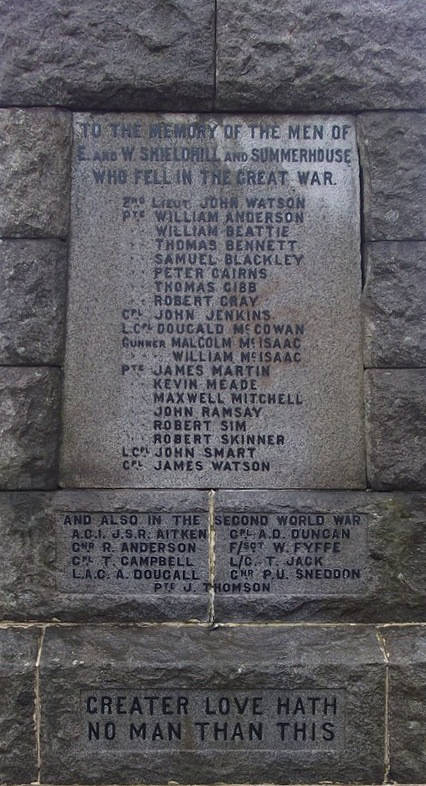 TO THE MEMORY OF THE MEN OF
E. AND W. SHIELDHILL AND SUMMERHOUSE
WHO FELL IN THE GREAT WAR.
2ND LIEUT. JOHN WATSON
PTE WILLIAM ANDERSON
" WILLIAM BEATTIE
" THOMAS BENNETT
" SAMUEL BLACKLEY
" PETER CAIRNS
" THOMAS GIBB
" ROBERT GRAY
CPL JOHN JENKINS
L.CPL DOUGALD McCOWAN
GUNNER MALCOLM McISAAC
" WILLIAM McISAAC
PTE JAMES MARTIN
" KEVIN MEADE
" MAXWELL MITCHELL
" JOHN RAMSAY
" ROBERT SIM
" ROBERT SKINNER
L.CPL JOHN SMART
CPL JAMES WATSON
AND ALSO IN THE SECOND WORLD WAR
A.C.1. J.S.R. AITKEN CPL A.D. DUNCAN
GNR R. ANDERSON F/SGT W. FYFFE
CPL T. CAMPBELL L/C. T. JACK
L.A.C. A. DOUGALL GNR P.U. SNEDDON
PTE J. THOMSON
GREATER LOVE HATH
NO MAN THAN THIS